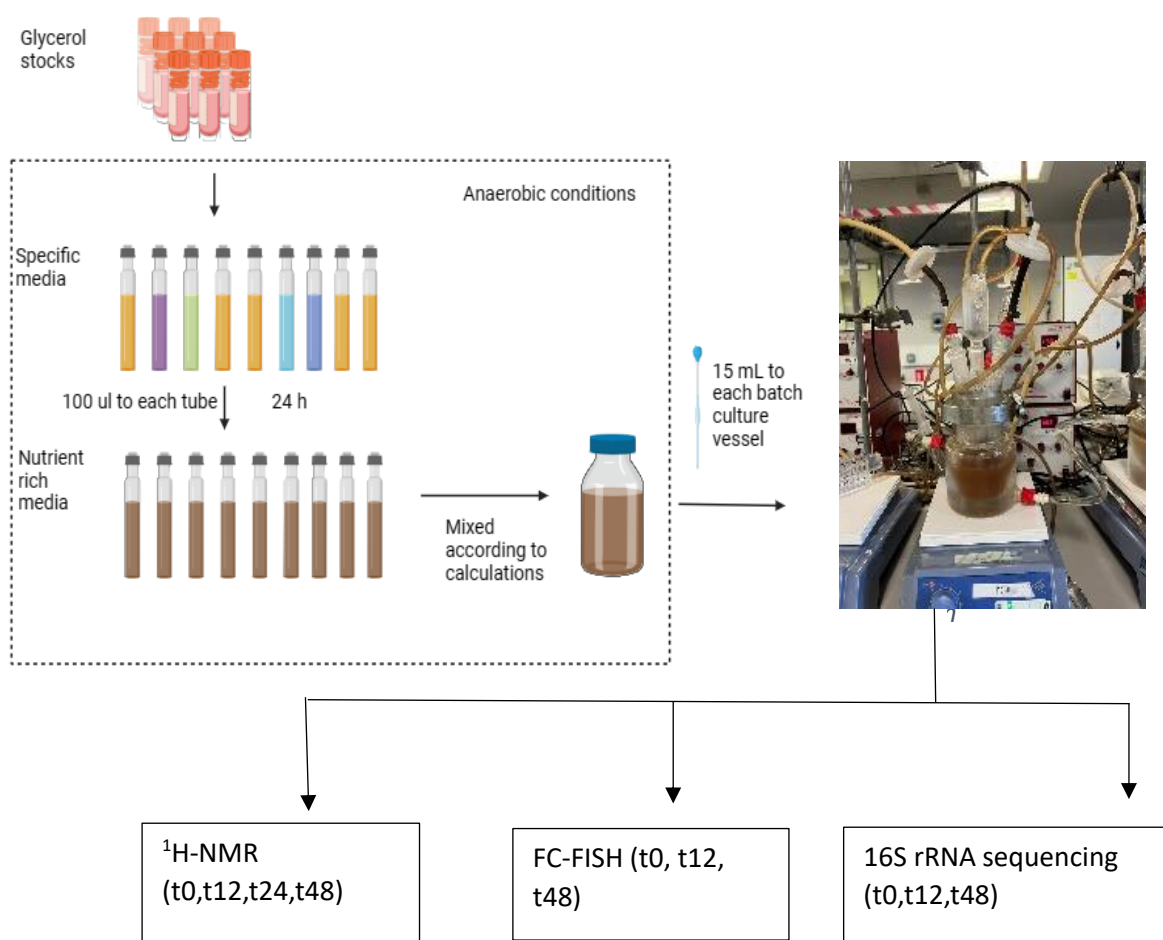 Glycerol
stocks
Anaerobic conditions
Specific
media
100 ul to each tube
24 h
Nutrient
rich
media
Mixed
according to
calculations
15 mL to
each batch
culture
vessel
¹H-NMR
(t0,t12,t24,t48)
FC-FISH (t0, t12,
t48)
16S rRNA sequencing
(t0,t12,t48)